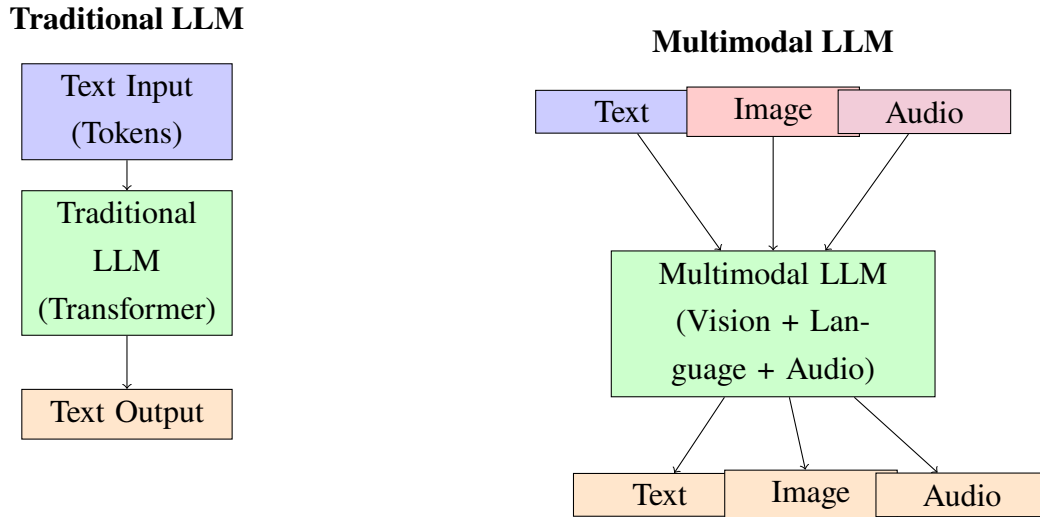 Traditional LLM
Text Input
(Tokens)
Traditional
LLM
(Transformer)
Text Output
Multimodal LLM
Text
Image
Audio
Multimodal LLM
(Vision + Lan-
guage + Audio)
Text
Image
Audio